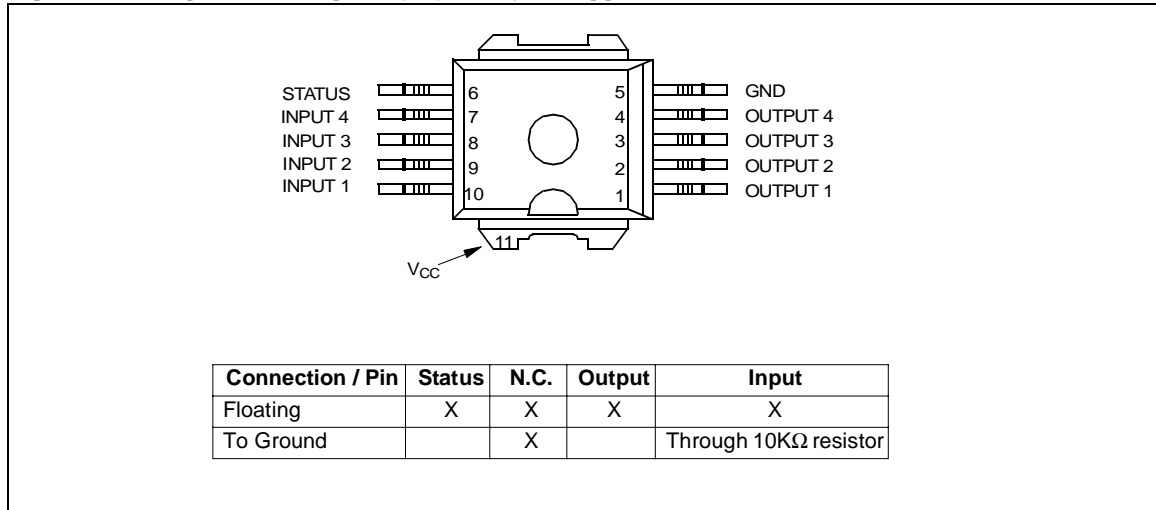 STATUS 6 5 GND
INPUT 4 7 4 OUTPUT 4
INPUT 3 8 3 OUTPUT 3
INPUT 2 9 2 OUTPUT 2
INPUT 1 10 1 OUTPUT 1
11
VCC
Connection / Pin Status N.C. Output Input
Floating X X X X
To Ground X Through 10KΩ resistor